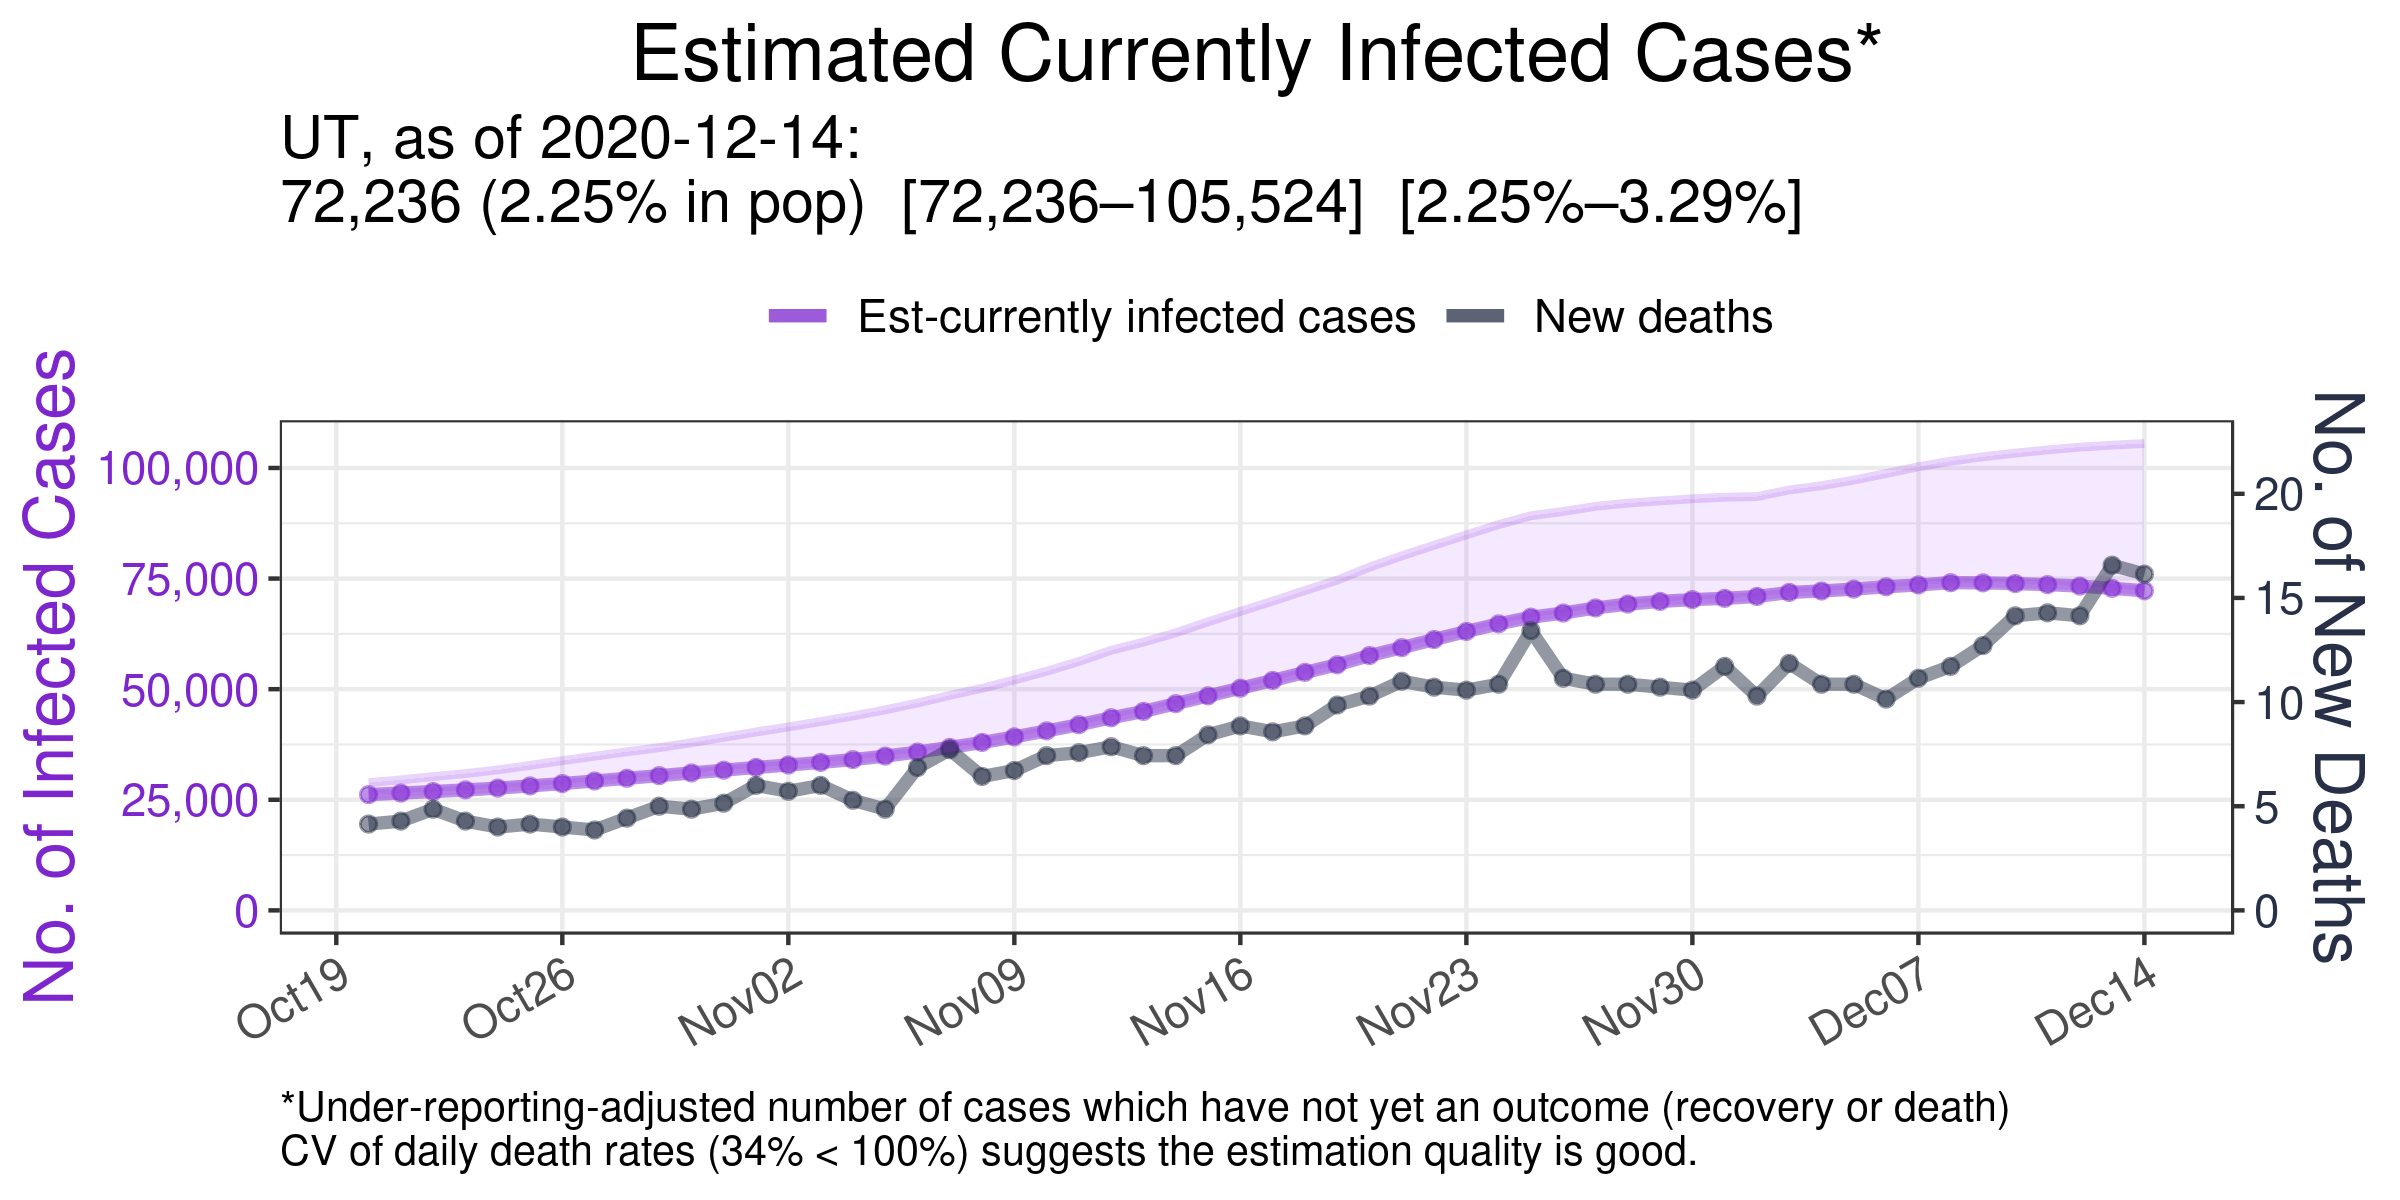 Estimated Currently Infected Cases*
UT, as of 2020-12-14:
72,236 (2.25% in pop)  [72,236–105,524]  [2.25%–3.29%]
Est-currently infected cases
New deaths
No. of Infected Cases
100,000
75,000
50,000
25,000
0
No. of New Deaths
20
15
10
5
0
Oct19
Oct26
Nov02
Nov09
Nov16
Nov23
Nov30
Dec07
Dec14
*Under-reporting-adjusted number of cases which have not yet an outcome (recovery or death)
CV of daily death rates (34% < 100%) suggests the estimation quality is good.